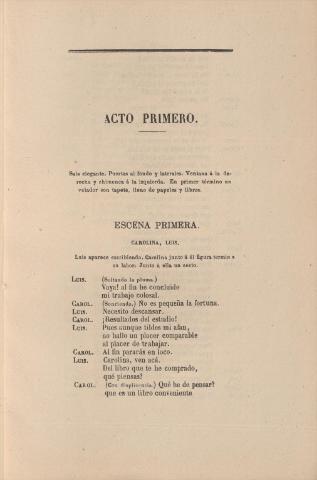 ACTO PRIMERO.
Sala elegante. Puertas al fondo y laterales. Ventana á la de-
recha y chimenea á la izquierda. En primer término un
velador con tapete, lleno de papeles y libros.
ESCENA PRIMERA.
CAROLINA, LUIS.
Luis aparece escribiendo. Carolina junto á él figura termina
su labor. Junto á ella un cesto.
LUIS. (Soltando la pluma.)
Vaya! al fin he concluido
mi trabajo colosal.
CAROL. (Sonriendo.) No es pequeña la fortuna.
LUIS. Necesito descansar.
CAROL. ¡Resultados del estudio!
LUIS. Pues aunque tildes mi afan,
no hallo un placer comparable
al placer de trabajar.
CAROL. Al fin pararás en loco.
LUIS. Carolina, ven acá.
Del libro que te he comprado,
qué piensas?
CAROL. (Con displicencia.) Qué he de pensar?
que es un libro conveniente